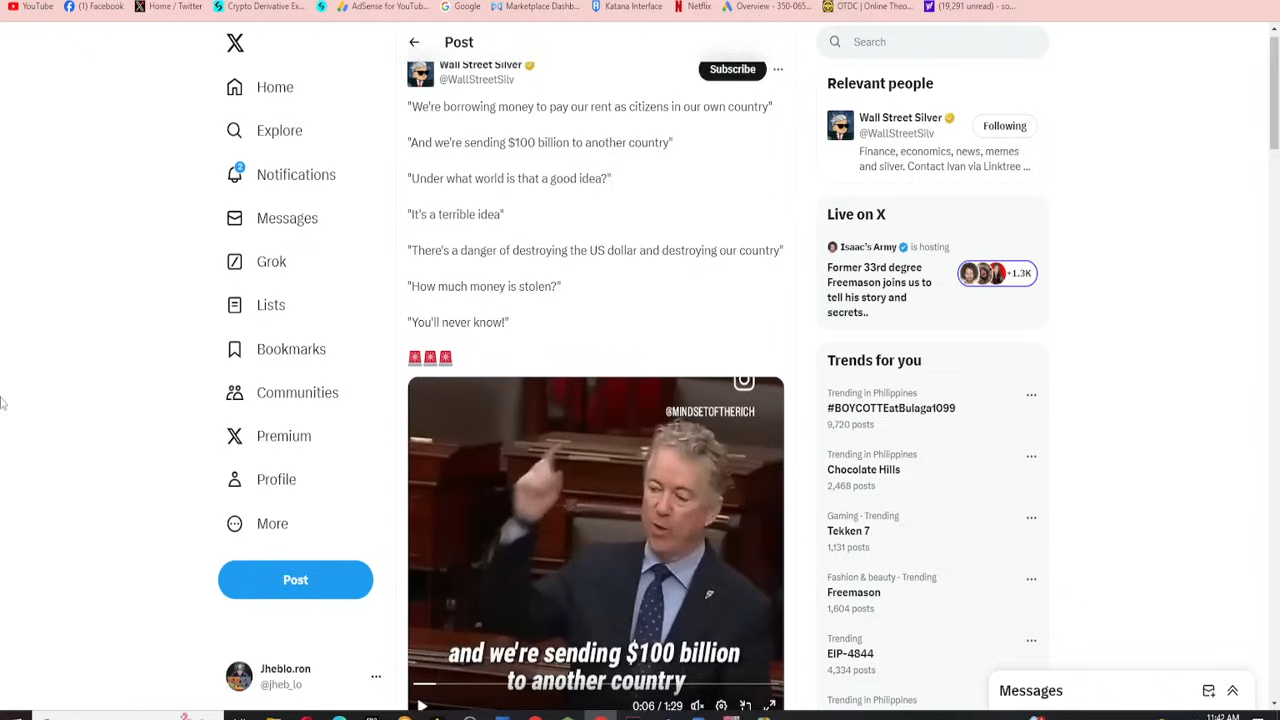 YouTube
(1) Facebook
Home / Twitter
Crypto Derivative Ex...
AdSense for YouTub...
Google
Marketplace Dashb...
Katana Interface
Netflix
Overview - 350-065...
OTDC | Online Theo...
(19,291 unread) - so...
Post
Search
Wall Street Silver
@WallStreetSilv
Subscribe
"We're borrowing money to pay our rent as citizens in our own country"
"And we're sending $100 billion to another country"
"Under what world is that a good idea?"
"It's a terrible idea"
"There's a danger of destroying the US dollar and destroying our country"
"How much money is stolen?"
"You'll never know!"
@MINDSETOFTHERICH
and we're sending $100 billion
to another country
0:06 / 1:29
Home
Explore
2
Notifications
Messages
Grok
Lists
Bookmarks
Communities
Premium
Profile
More
Post
Jheblo.ron
@jheb_lo
Relevant people
Wall Street Silver
@WallStreetSilv
Following
Finance, economics, news, memes
and silver. Contact Ivan via Linktree ...
Live on X
Isaac's Army is hosting
Former 33rd degree
Freemason joins us to
tell his story and
secrets..
+1.3K
Trends for you
Trending in Philippines
#BOYCOTTEatBulaga1099
9,720 posts
Trending in Philippines
Chocolate Hills
2,468 posts
Gaming · Trending
Tekken 7
1,131 posts
Fashion & beauty · Trending
Freemason
1,604 posts
Trending
EIP-4844
4,334 posts
Trending in Philippines
Messages
11:42 AM